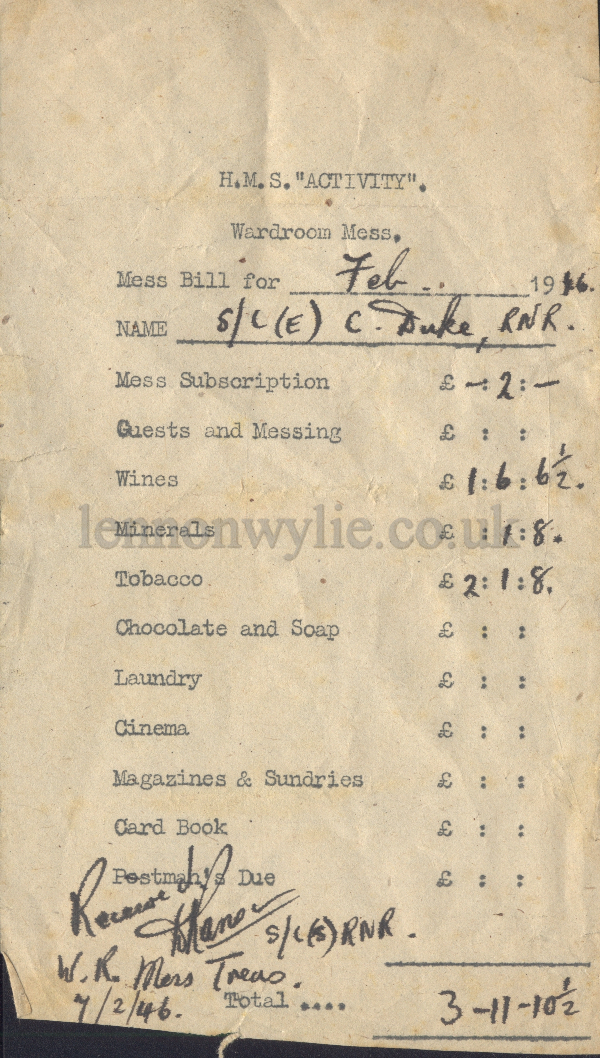 H.M.S. "ACTIVITY".
Wardroom Mess.
Mess Bill for Feb. 1946.
NAME S/L(E) C. Duke, RNR.
Mess Subscription £ - : 2 : -
Guests and Messing £ : :
Wines £ 1 : 6 : 6½.
lennonwylie.co.uk
Minerals £ : 1 : 8.
Tobacco £ 2 : 1 : 8.
Chocolate and Soap £ : :
Laundry £ : :
Cinema £ : :
Magazines & Sundries £ : :
Card Book £ : :
Postman's Due £ : :
S/L(S) RNR.
W.R. Mess Treas.
7/2/46.
Total .... 3-11-10½